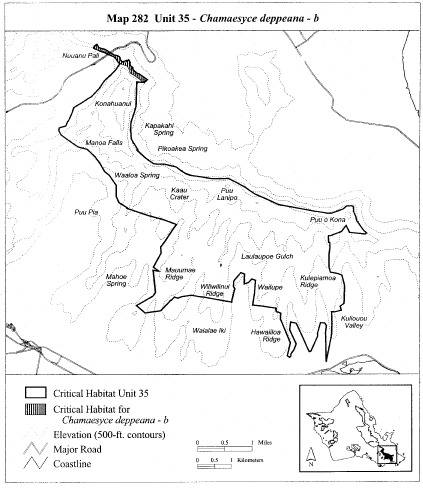 Map 282 Unit 35 - Chamaesyce deppeana - b
Nuuanu Pali
Konahuanui
Kapakahi
Spring
Manoa Falls
Pikoakea Spring
Waaloa Spring
Kaau
Crater
Puu
Lanipo
Puu Pia
Puu o Kona
Laulaupoe Gulch
Mahoe
Spring
Mauumae
Ridge
Wiliwilinui
Ridge
Wailupe
Kulepiamoa
Ridge
Kuliouou
Valley
Waialae Iki
Hawaiiloa
Ridge
Critical Habitat Unit 35
Critical Habitat for
Chamaesyce deppeana - b
Elevation (500-ft. contours)
Major Road
Coastline
0 0.5 1 Miles
0 0.5 1 Kilometers
N